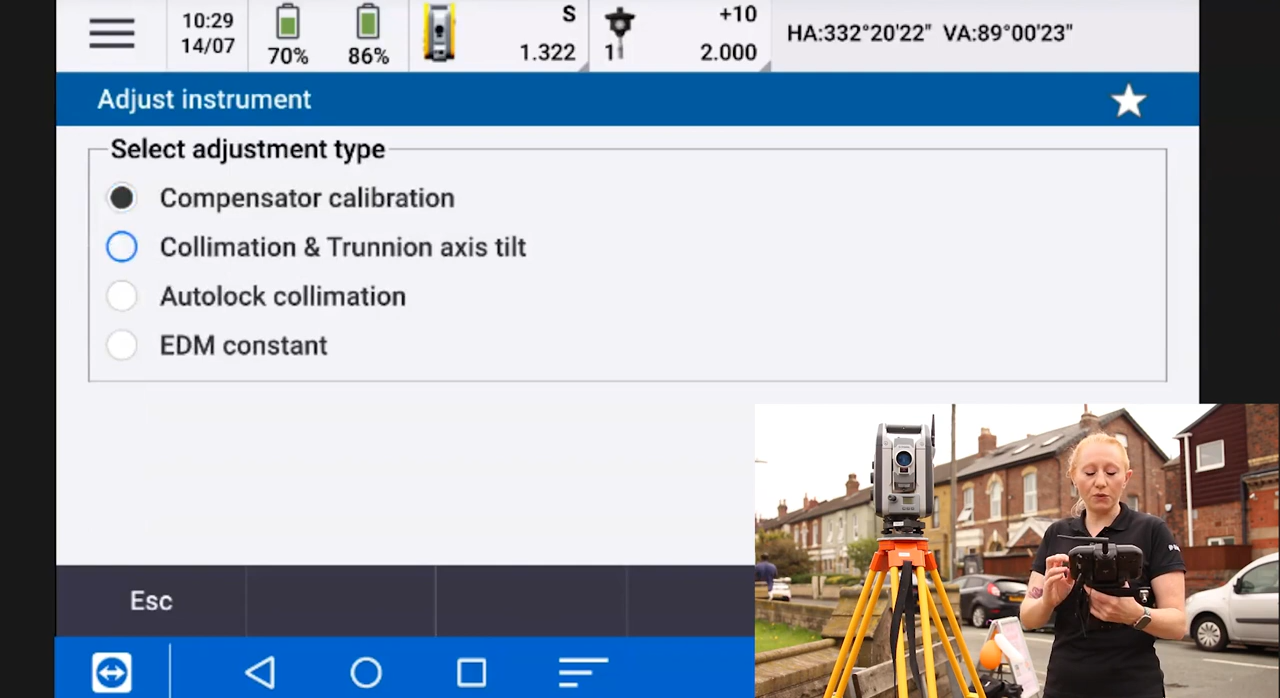 10:29
14/07
70%
86%
S
1.322
1
+10
2.000
HA:332°20'22" VA:89°00'23"
Adjust instrument
Select adjustment type
Compensator calibration
Collimation & Trunnion axis tilt
Autolock collimation
EDM constant
Esc